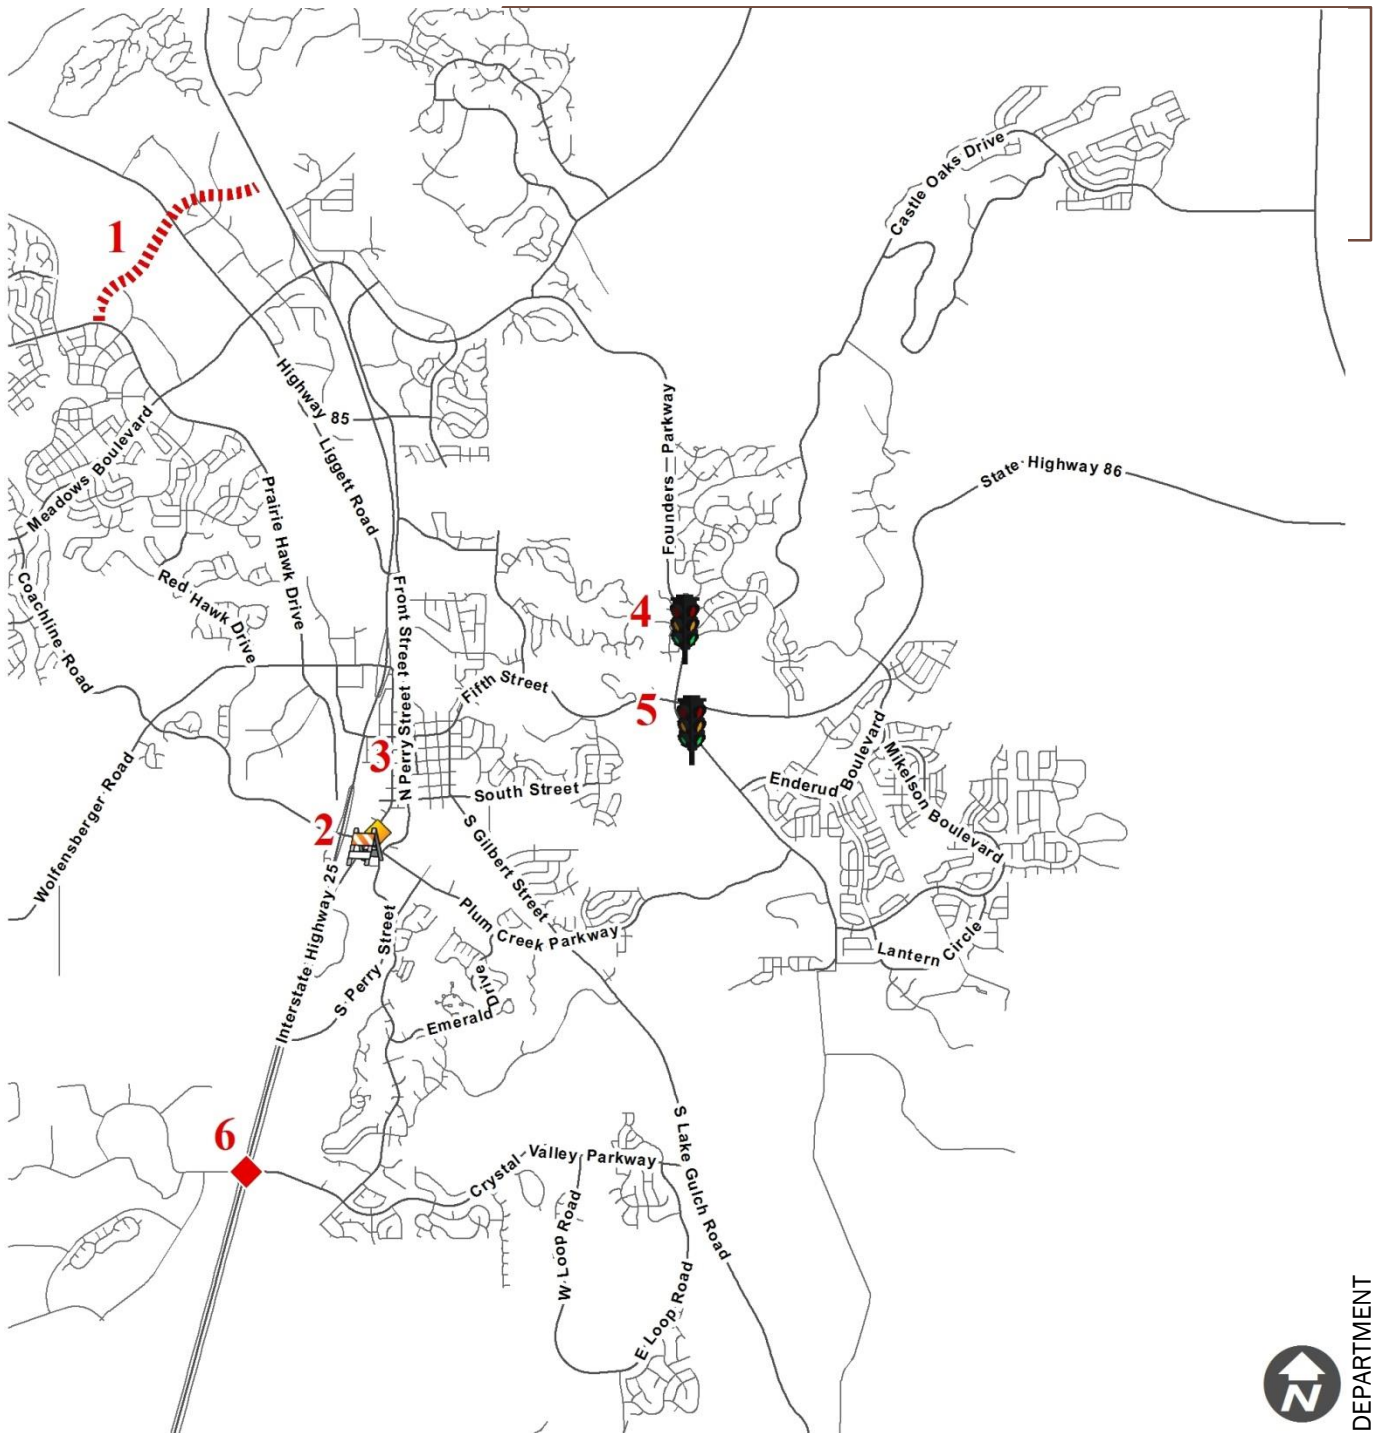 Castle Oaks Drive
1
Highway 85
Liggett Road
Founders Parkway
Meadows Boulevard
State Highway 86
Prairie Hawk Drive
Coachline Road
Red Hawk Drive
Front Street
4
Fifth Street
5
N Perry Street
3
Wolfensberger Road
Enderud Boulevard
Mikelson Boulevard
South Street
2
S Gilbert Street
Interstate Highway 25
Plum Creek Parkway
S Perry Street
Lantern Circle
Emerald Drive
6
Crystal Valley Parkway
S Lake Gulch Road
W Loop Road
E Loop Road
N
DEPARTMENT